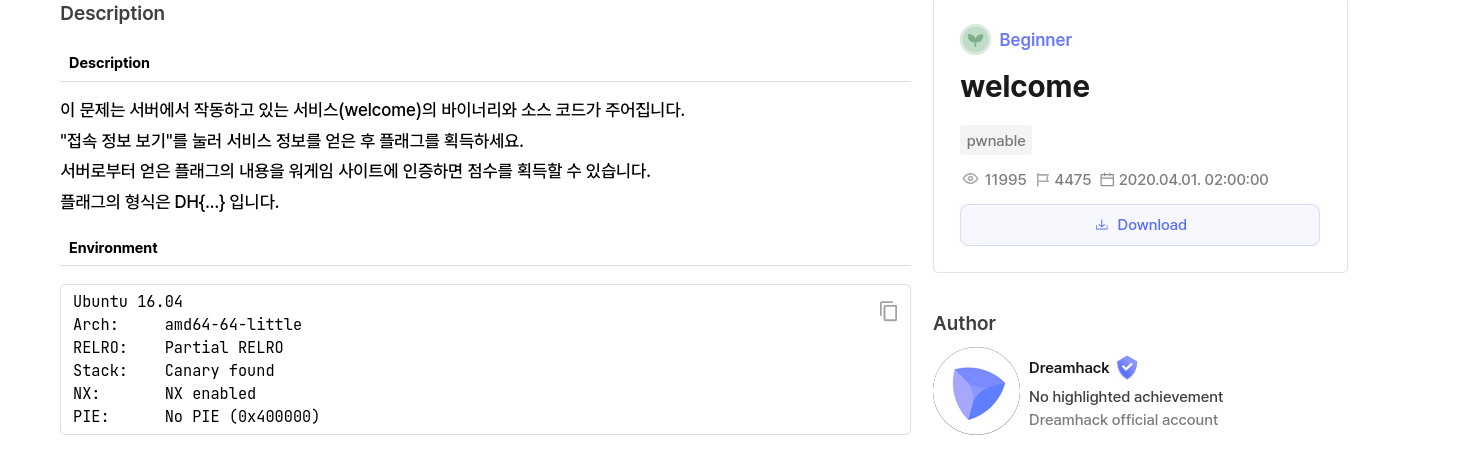 Description
Description
이 문제는 서버에서 작동하고 있는 서비스(welcome)의 바이너리와 소스 코드가 주어집니다.
"접속 정보 보기"를 눌러 서비스 정보를 얻은 후 플래그를 획득하세요.
서버로부터 얻은 플래그의 내용을 워게임 사이트에 인증하면 점수를 획득할 수 있습니다.
플래그의 형식은 DH{...} 입니다.
Environment
Ubuntu 16.04
Arch:     amd64-64-little
RELRO:    Partial RELRO
Stack:    Canary found
NX:       NX enabled
PIE:      No PIE (0x400000)
Beginner
welcome
pwnable
11995 4475 2020.04.01. 02:00:00
Download
Author
Dreamhack
No highlighted achievement
Dreamhack official account